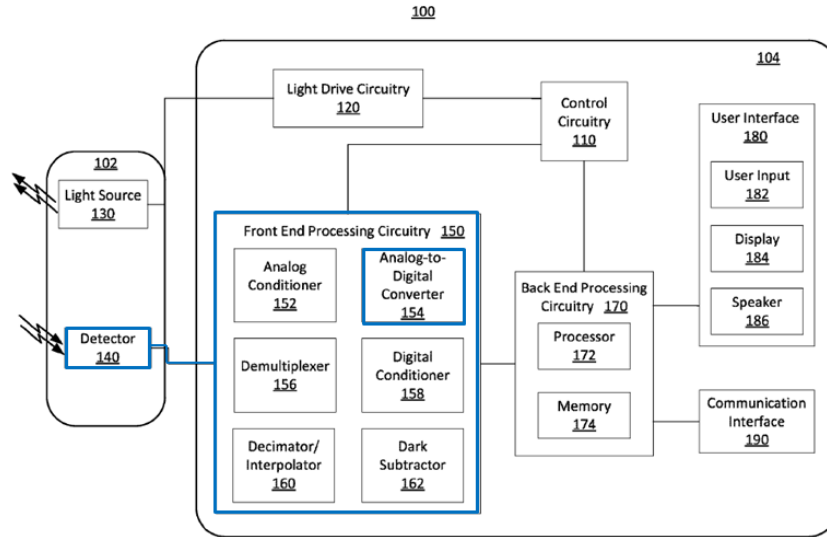 100
104
Light Drive Circuitry
120
Control
Circuitry
110
User Interface
180
User Input
182
Display
184
Speaker
186
102
Light Source
130
Detector
140
Front End Processing Circuitry 150
Analog
Conditioner
152
Analog-to-
Digital
Converter
154
Demultiplexer
156
Digital
Conditioner
158
Decimator/
Interpolator
160
Dark
Subtractor
162
Back End Processing
Circuitry 170
Processor
172
Memory
174
Communication
Interface
190